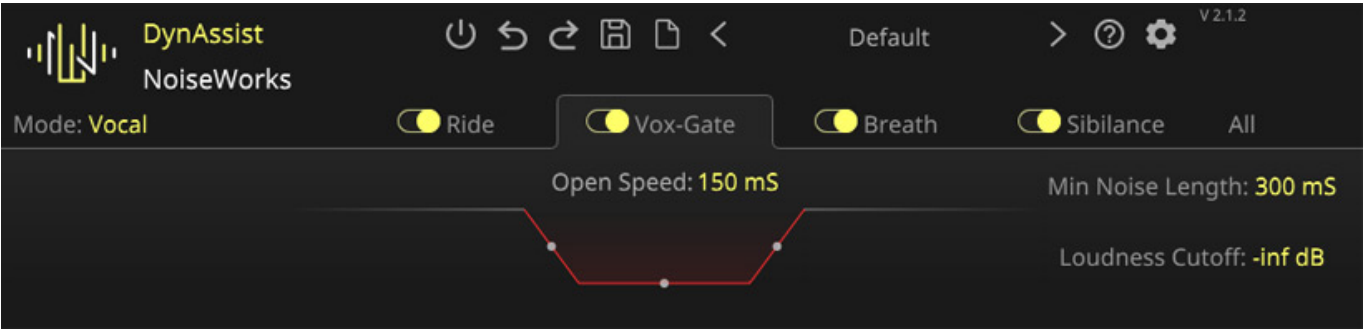 DynAssist
NoiseWorks
Default
V 2.1.2
Mode: Vocal
Ride
Vox-Gate
Breath
Sibilance
All
Open Speed: 150 mS
Min Noise Length: 300 mS
Loudness Cutoff: -inf dB